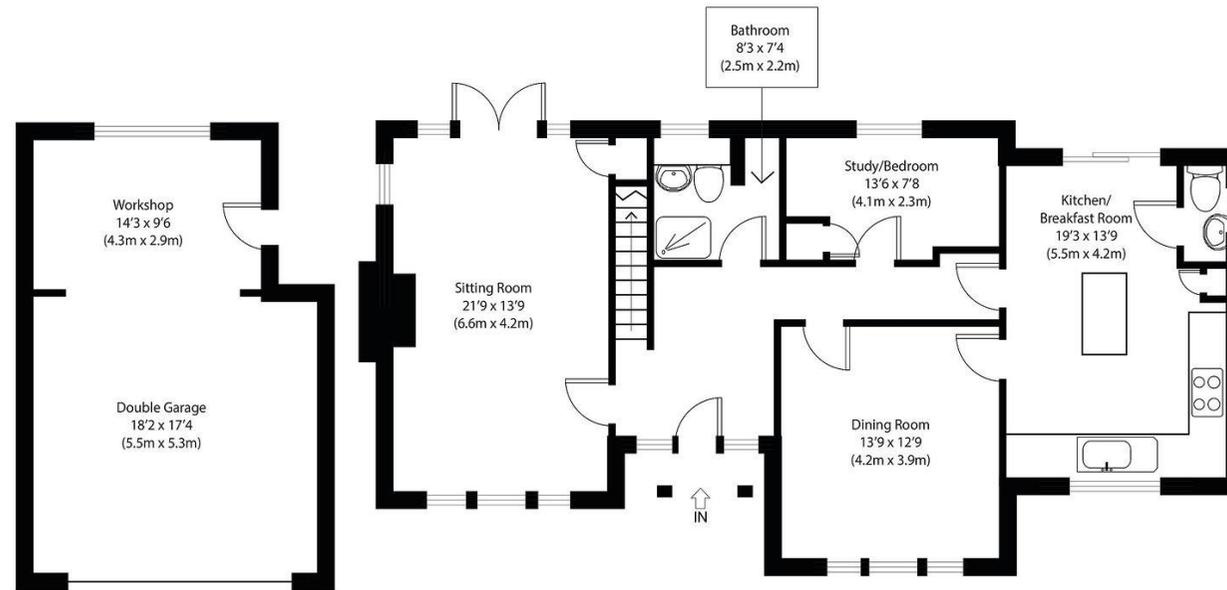 Bathroom
8'3 x 7'4
(2.5m x 2.2m)
Workshop
14'3 x 9'6
(4.3m x 2.9m)
Study/Bedroom
13'6 x 7'8
(4.1m x 2.3m)
Kitchen/
Breakfast Room
19'3 x 13'9
(5.5m x 4.2m)
Sitting Room
21'9 x 13'9
(6.6m x 4.2m)
Double Garage
18'2 x 17'4
(5.5m x 5.3m)
Dining Room
13'9 x 12'9
(4.2m x 3.9m)
IN